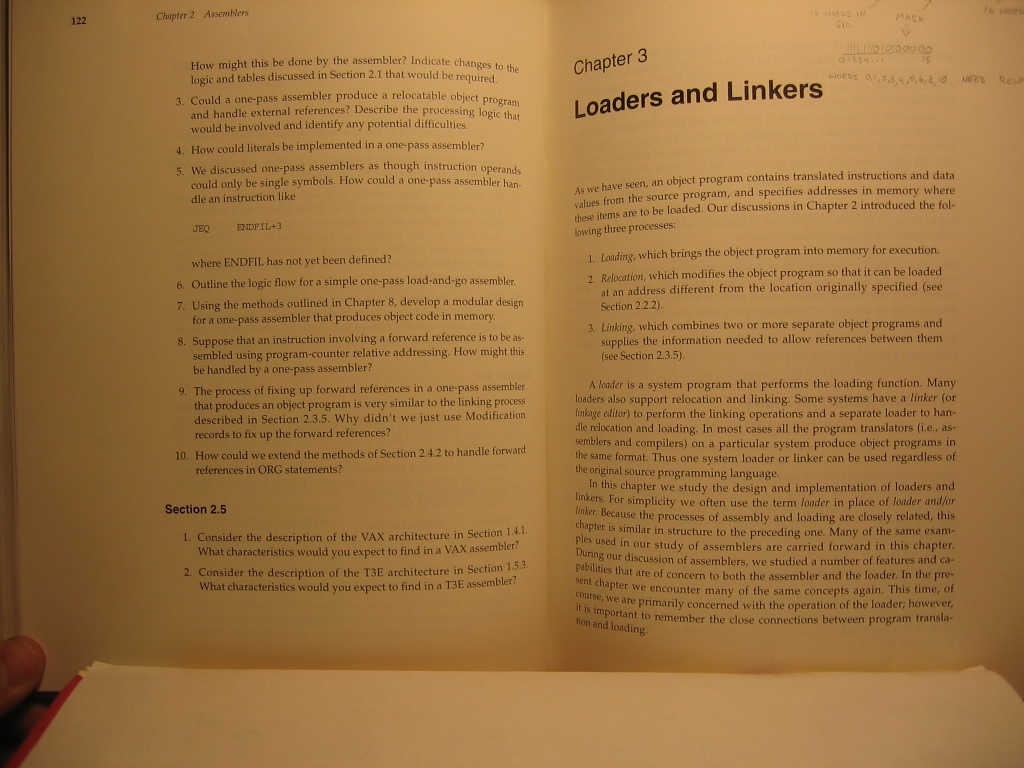 122
Chapter 2 Assemblers
How might this be done by the assembler? Indicate changes to the
logic and tables discussed in Section 2.1 that would be required.
3. Could a one-pass assembler produce a relocatable object program
and handle external references? Describe the processing logic that
would be involved and identify any potential difficulties.
4. How could literals be implemented in a one-pass assembler?
5. We discussed one-pass assemblers as though instruction operands
could only be single symbols. How could a one-pass assembler han-
dle an instruction like
JEQ ENDFIL+3
where ENDFIL has not yet been defined?
6. Outline the logic flow for a simple one-pass load-and-go assembler.
7. Using the methods outlined in Chapter 8, develop a modular design
for a one-pass assembler that produces object code in memory.
8. Suppose that an instruction involving a forward reference is to be as-
sembled using program-counter relative addressing. How might this
be handled by a one-pass assembler?
9. The process of fixing up forward references in a one-pass assembler
that produces an object program is very similar to the linking process
described in Section 2.3.5. Why didn't we just use Modification
records to fix up the forward references?
10. How could we extend the methods of Section 2.4.2 to handle forward
references in ORG statements?
Section 2.5
1. Consider the description of the VAX architecture in Section 1.4.1.
What characteristics would you expect to find in a VAX assembler?
2. Consider the description of the T3E architecture in Section 1.5.3.
What characteristics would you expect to find in a T3E assembler?
WORDS IN
MASK
15
WORDS 0,1,2,3,4,5,6,8,10 NEED
Chapter 3
Loaders and Linkers
As we have seen, an object program contains translated instructions and data
values from the source program, and specifies addresses in memory where
these items are to be loaded. Our discussions in Chapter 2 introduced the fol-
lowing three processes:
1. Loading, which brings the object program into memory for execution.
2. Relocation, which modifies the object program so that it can be loaded
at an address different from the location originally specified (see
Section 2.2.2).
3. Linking, which combines two or more separate object programs and
supplies the information needed to allow references between them
(see Section 2.3.5).
A loader is a system program that performs the loading function. Many
loaders also support relocation and linking. Some systems have a linker (or
linkage editor) to perform the linking operations and a separate loader to han-
dle relocation and loading. In most cases all the program translators (i.e., as-
semblers and compilers) on a particular system produce object programs in
the same format. Thus one system loader or linker can be used regardless of
the original source programming language.
In this chapter we study the design and implementation of loaders and
linkers. For simplicity we often use the term loader in place of loader and/or
linker. Because the processes of assembly and loading are closely related, this
chapter is similar in structure to the preceding one. Many of the same exam-
ples used in our study of assemblers are carried forward in this chapter.
During our discussion of assemblers, we studied a number of features and ca-
pabilities that are of concern to both the assembler and the loader. In the pre-
sent chapter we encounter many of the same concepts again. This time, of
course, we are primarily concerned with the operation of the loader; however,
it is important to remember the close connections between program transla-
tion and loading.